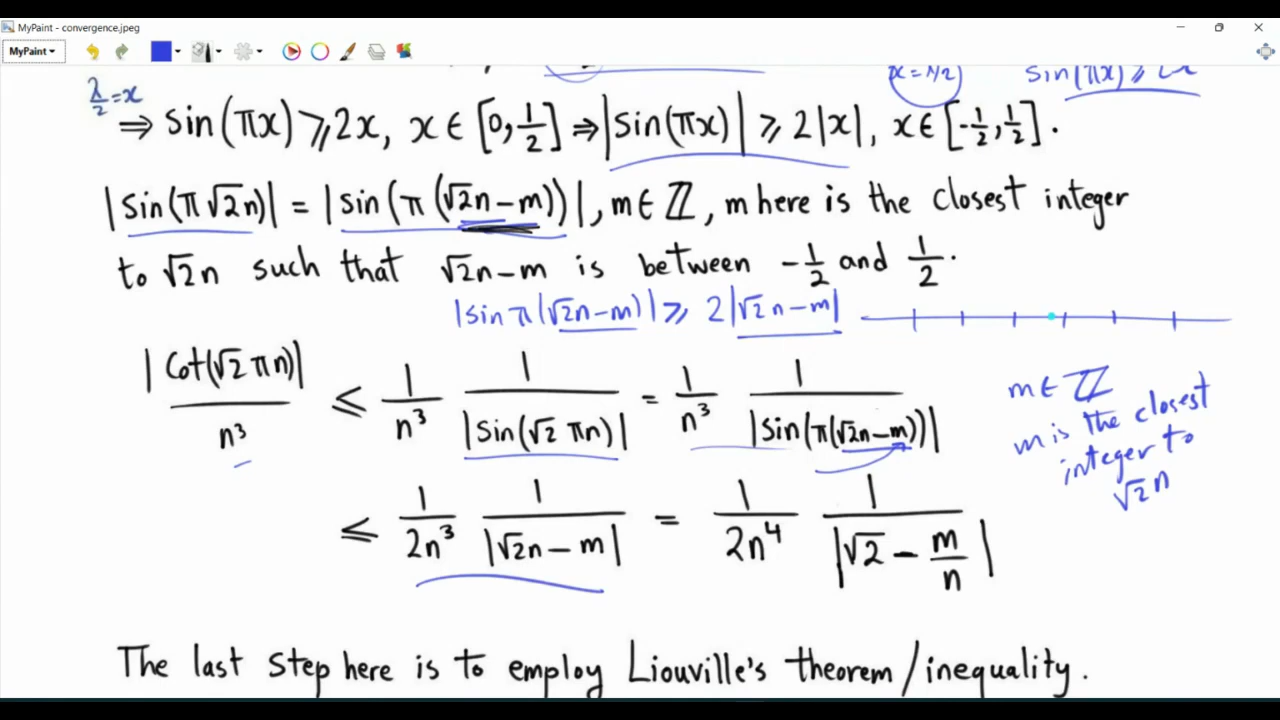 MyPaint - convergence.jpeg
MyPaint
x = 1/2
sin(πx) ≥ 2x
λ/2 = x
⇒ sin(πx) ≥ 2x, x ∈ [0, 1/2] ⇒ |sin(πx)| ≥ 2|x|, x ∈ [-1/2, 1/2].
|sin(π√2n)| = |sin(π(√2n-m))|, m ∈ ℤ, m here is the closest integer
to √2n such that √2n-m is between -1/2 and 1/2.
|sin π(√2n-m)| ≥ 2|√2n-m|
|Cot(√2πn)|/n³ ≤ 1/n³ 1/|sin(√2 πn)| = 1/n³ 1/|sin(π(√2n-m))|
m ∈ ℤ
m is the closest
integer to
√2n
≤ 1/2n³ 1/|√2n-m| = 1/2n⁴ 1/|√2 - m/n|
The last step here is to employ Liouville's theorem/inequality.